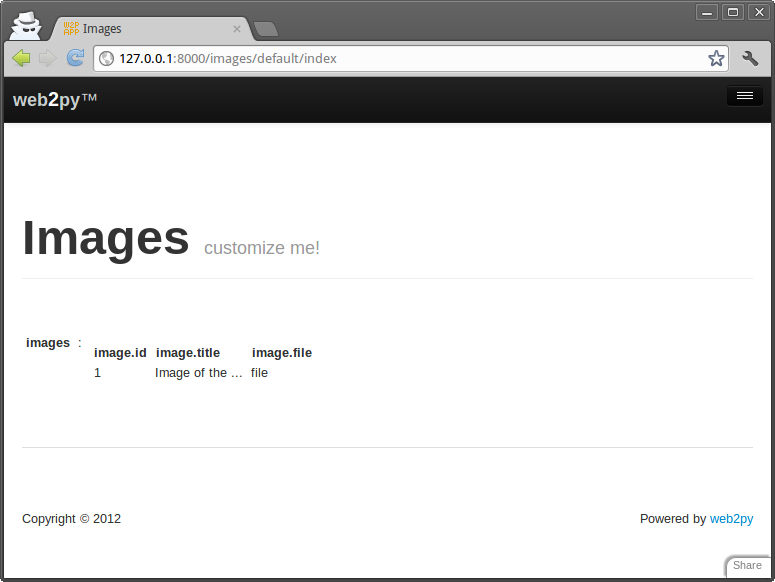 W2P APP Images
127.0.0.1:8000/images/default/index
web2py™
Images customize me!
images :
image.id image.title image.file
1 Image of the ... file
Copyright © 2012 Powered by web2py
Share